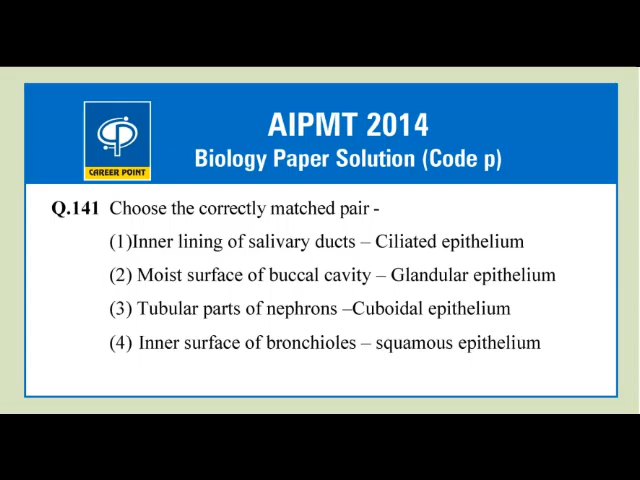 CAREER POINT
AIPMT 2014
Biology Paper Solution (Code p)
Q.141 Choose the correctly matched pair -
(1)Inner lining of salivary ducts – Ciliated epithelium
(2) Moist surface of buccal cavity – Glandular epithelium
(3) Tubular parts of nephrons –Cuboidal epithelium
(4) Inner surface of bronchioles – squamous epithelium